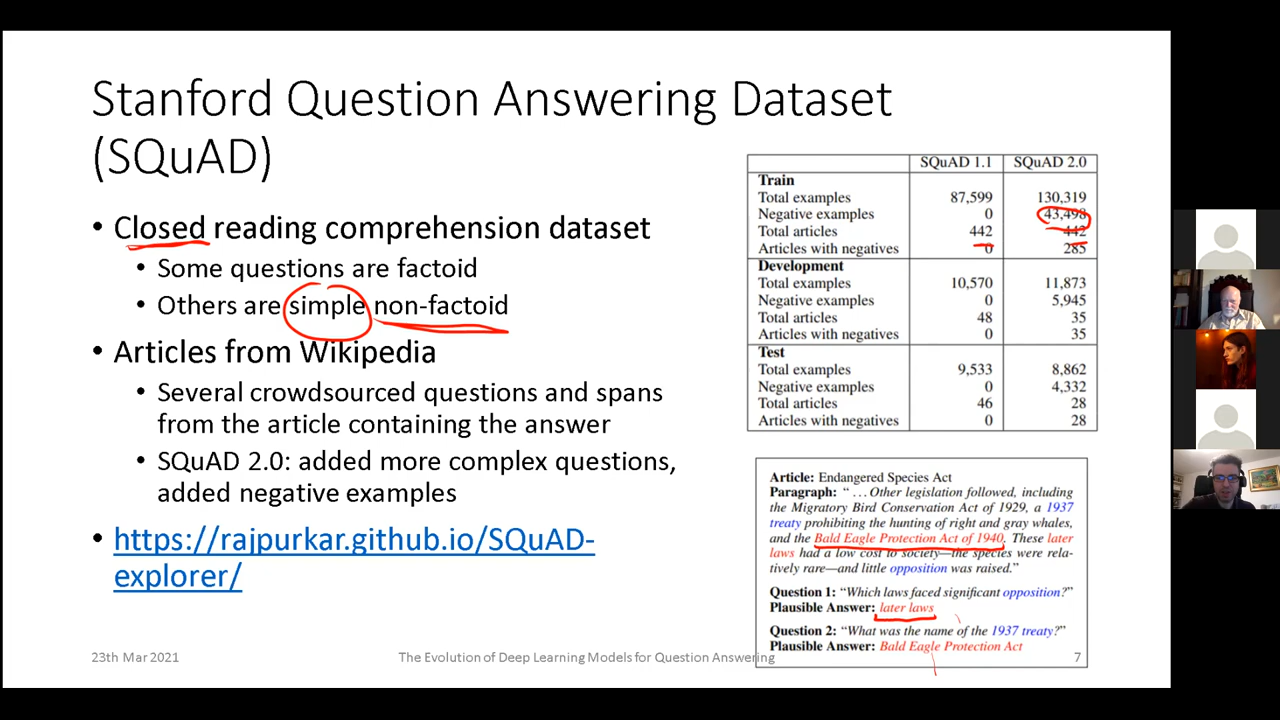 Stanford Question Answering Dataset
(SQuAD)
• Closed reading comprehension dataset
• Some questions are factoid
• Others are simple non-factoid
• Articles from Wikipedia
• Several crowdsourced questions and spans
from the article containing the answer
• SQuAD 2.0: added more complex questions,
added negative examples
• https://rajpurkar.github.io/SQuAD-
explorer/
SQuAD 1.1 SQuAD 2.0
Train
Total examples 87,599 130,319
Negative examples 0 43,498
Total articles 442 442
Articles with negatives 0 285
Development
Total examples 10,570 11,873
Negative examples 0 5,945
Total articles 48 35
Articles with negatives 0 35
Test
Total examples 9,533 8,862
Negative examples 0 4,332
Total articles 46 28
Articles with negatives 0 28
Article: Endangered Species Act
Paragraph: “ … Other legislation followed, including
the Migratory Bird Conservation Act of 1929, a 1937
treaty prohibiting the hunting of right and gray whales,
and the Bald Eagle Protection Act of 1940. These later
laws had a low cost to society—the species were rela-
tively rare—and little opposition was raised.”
Question 1: “Which laws faced significant opposition?”
Plausible Answer: later laws
Question 2: “What was the name of the 1937 treaty?”
Plausible Answer: Bald Eagle Protection Act
23th Mar 2021 The Evolution of Deep Learning Models for Question Answering 7